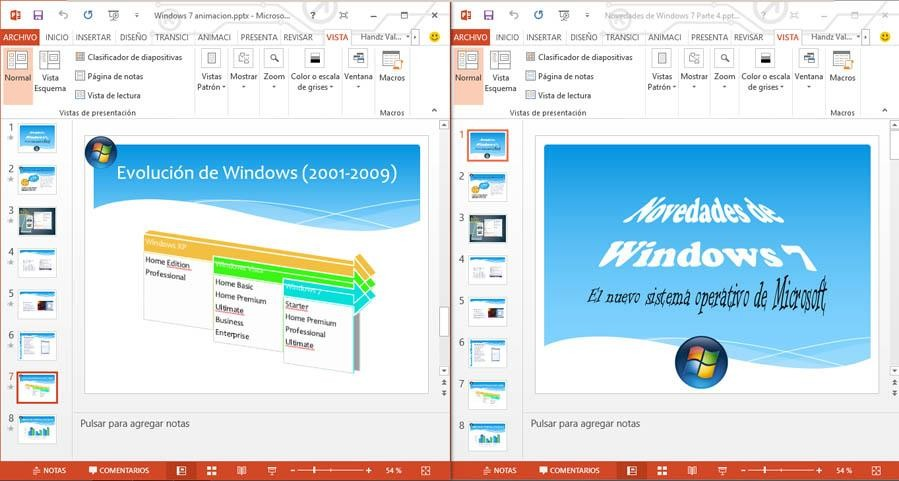 Windows 7 animacion.pptx - Microso...
ARCHIVO INICIO INSERTAR DISEÑO TRANSICI ANIMACI PRESENTA REVISAR VISTA Handz Val...
Normal
Vista Esquema
Clasificador de diapositivas
Página de notas
Vista de lectura
Vistas Patrón
Mostrar
Zoom
Color o escala de grises
Ventana
Macros
Vistas de presentación
Macros
1
2
3
4
5
6
7
8
Evolución de Windows (2001-2009)
Windows XP
Home Edition
Professional
Windows Vista
Home Basic
Home Premium
Ultimate
Business
Enterprise
Windows 7
Starter
Home Premium
Professional
Ultimate
Pulsar para agregar notas
NOTAS COMENTARIOS 54 %
Novedades de Windows 7 Parte 4.ppt...
ARCHIVO INICIO INSERTAR DISEÑO TRANSICI ANIMACI PRESENTA REVISAR VISTA Handz Val...
Normal
Vista Esquema
Clasificador de diapositivas
Página de notas
Vista de lectura
Vistas Patrón
Mostrar
Zoom
Color o escala de grises
Ventana
Macros
Vistas de presentación
Macros
1
2
3
4
5
6
7
8
Novedades de
Windows 7
El nuevo sistema operativo de Microsoft
Pulsar para agregar notas
NOTAS COMENTARIOS 54 %